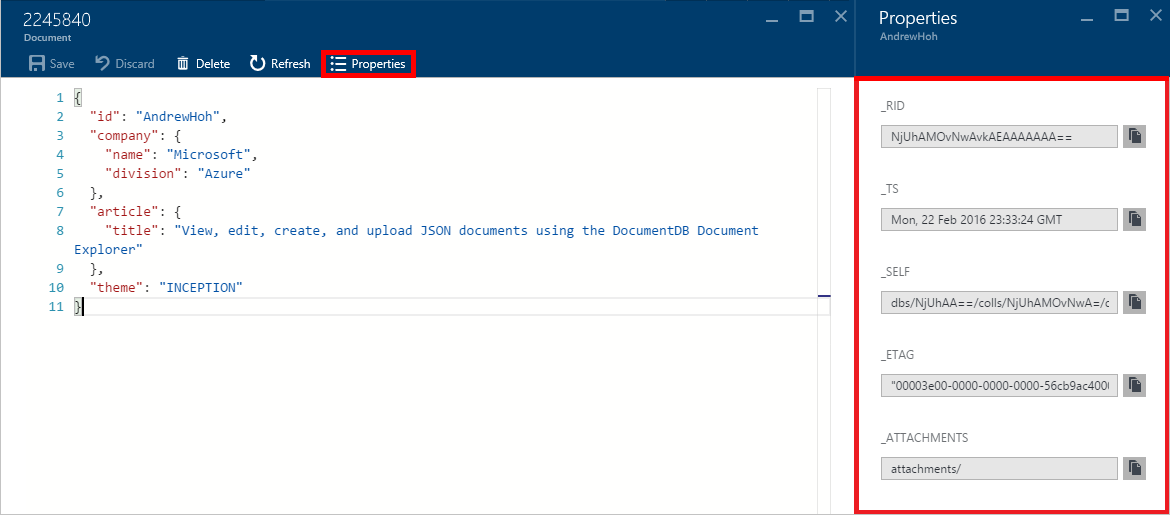 2245840
Document
Save Discard Delete Refresh Properties
1 {
2 "id": "AndrewHoh",
3 "company": {
4 "name": "Microsoft",
5 "division": "Azure"
6 },
7 "article": {
8 "title": "View, edit, create, and upload JSON documents using the DocumentDB Document
Explorer"
9 },
10 "theme": "INCEPTION"
11 }
Properties
AndrewHoh
_RID
NjUhAMOvNwAvkAEAAAAAAA==
_TS
Mon, 22 Feb 2016 23:33:24 GMT
_SELF
dbs/NjUhAA==/colls/NjUhAMOvNwA=/c
_ETAG
"00003e00-0000-0000-0000-56cb9ac4000
_ATTACHMENTS
attachments/